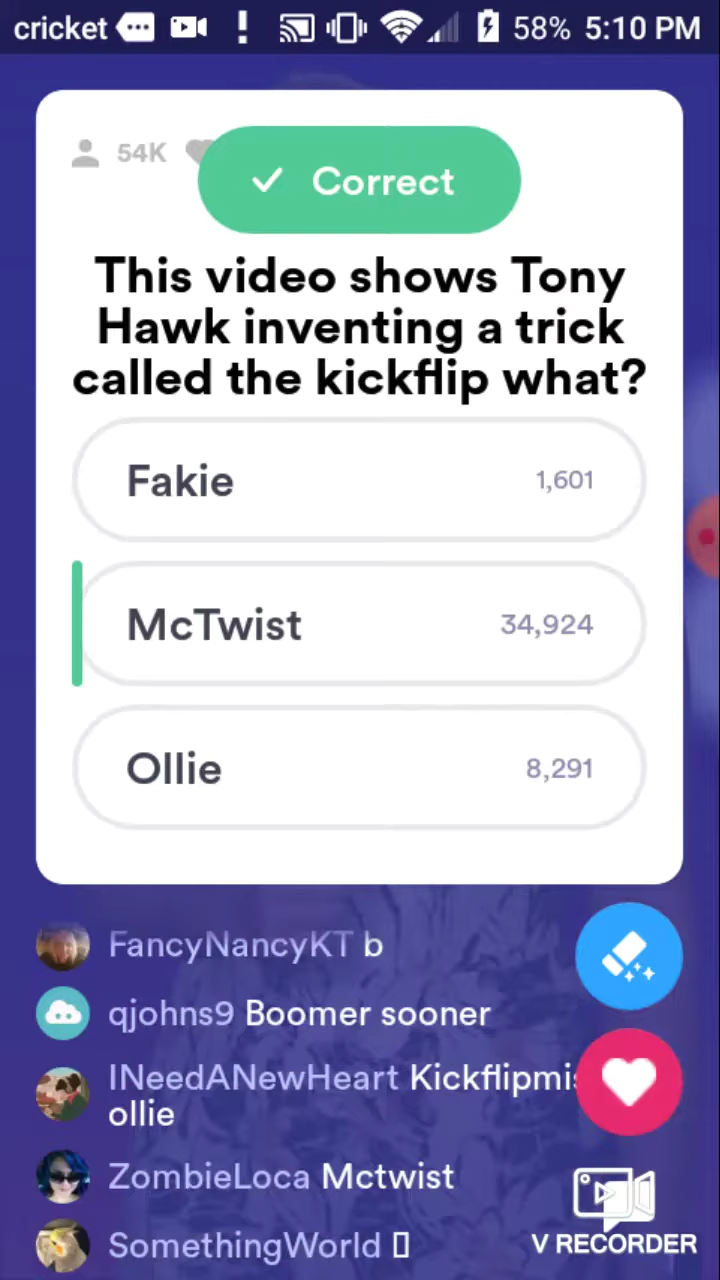 cricket 58% 5:10 PM
54K
Correct
This video shows Tony
Hawk inventing a trick
called the kickflip what?
Fakie 1,601
McTwist 34,924
Ollie 8,291
FancyNancyKT b
qjohns9 Boomer sooner
INeedANewHeart Kickflipmi
ollie
ZombieLoca Mctwist
SomethingWorld
V RECORDER